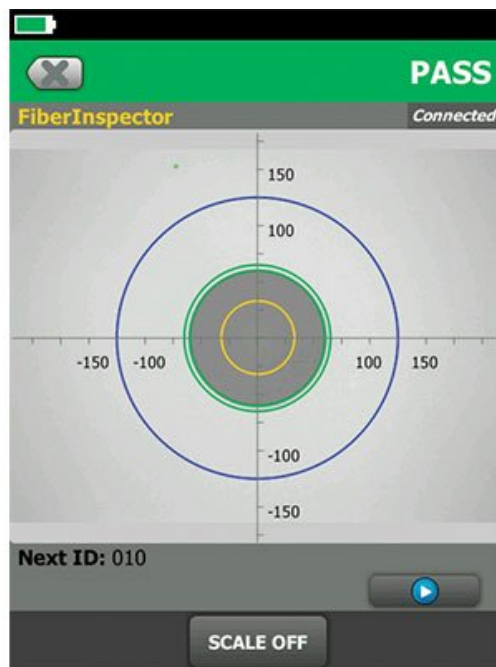 PASS
FiberInspector
Connected
150
100
-150 -100 100 150
-100
-150
Next ID: 010
SCALE OFF